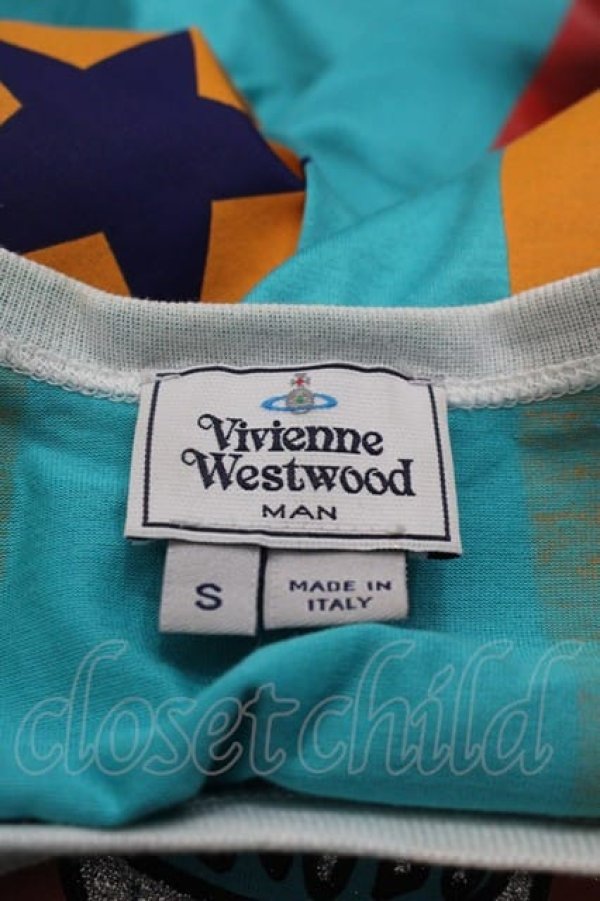 Vivienne
Westwood
MAN
S
MADE IN
ITALY
closetchild